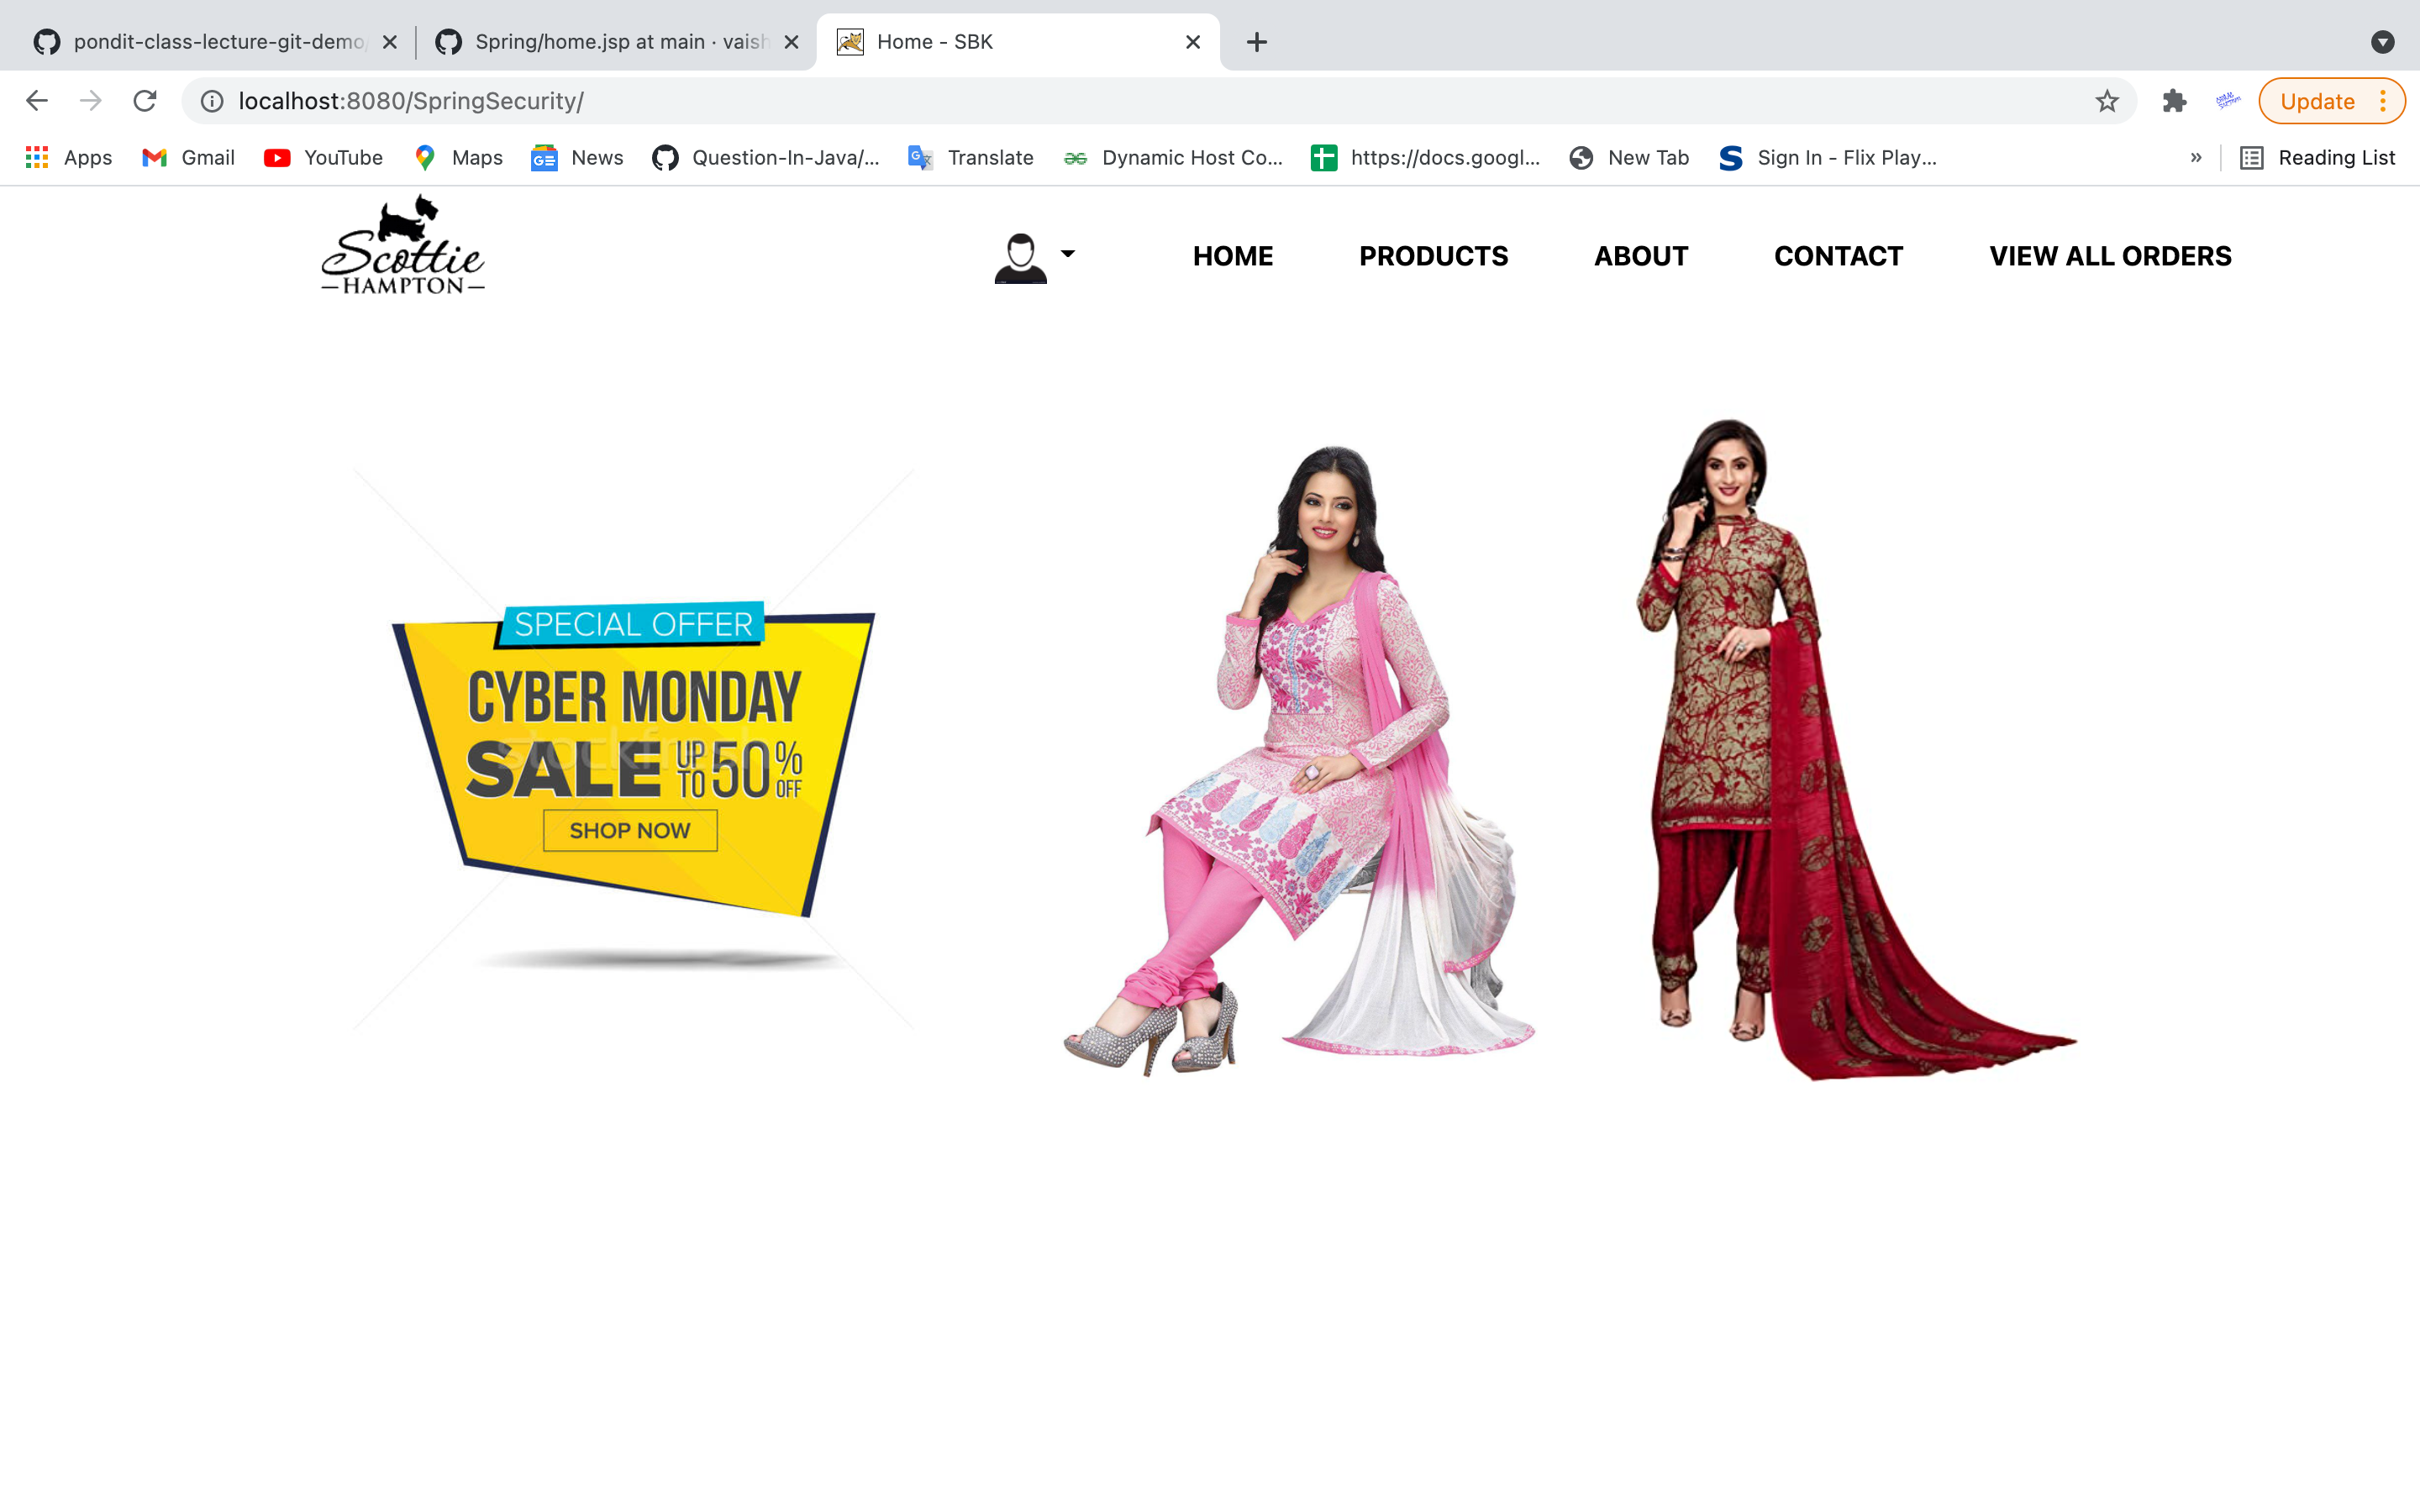 pondit-class-lecture-git-demo/
Spring/home.jsp at main · vaish
Home - SBK
localhost:8080/SpringSecurity/
Update
Apps
Gmail
YouTube
Maps
News
Question-In-Java/...
Translate
Dynamic Host Co...
https://docs.googl...
New Tab
Sign In - Flix Play...
»
Reading List
Scottie
HAMPTON
HOME
PRODUCTS
ABOUT
CONTACT
VIEW ALL ORDERS
SPECIAL OFFER
CYBER MONDAY
SALE UP TO 50% OFF
stockfresh
SHOP NOW